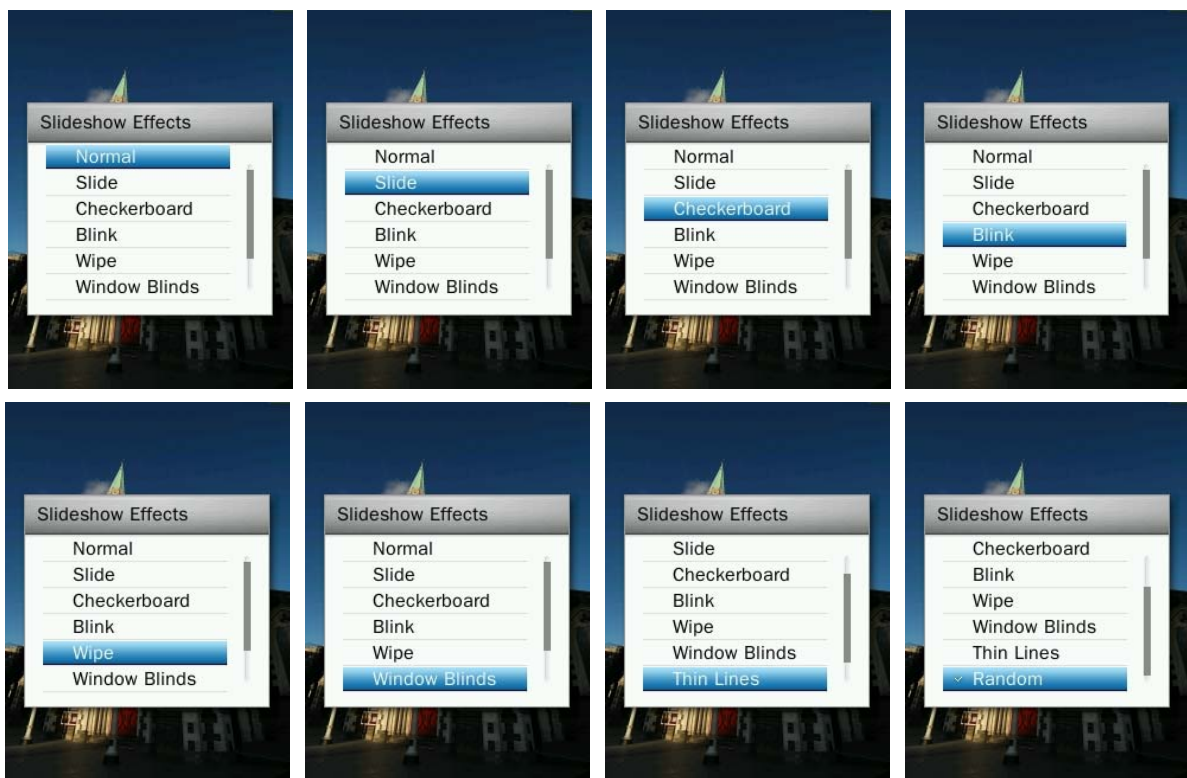 Slideshow Effects
Normal
Slide
Checkerboard
Blink
Wipe
Window Blinds
Slideshow Effects
Normal
Slide
Checkerboard
Blink
Wipe
Window Blinds
Slideshow Effects
Normal
Slide
Checkerboard
Blink
Wipe
Window Blinds
Slideshow Effects
Normal
Slide
Checkerboard
Blink
Wipe
Window Blinds
Slideshow Effects
Normal
Slide
Checkerboard
Blink
Wipe
Window Blinds
Slideshow Effects
Normal
Slide
Checkerboard
Blink
Wipe
Window Blinds
Slideshow Effects
Slide
Checkerboard
Blink
Wipe
Window Blinds
Thin Lines
Slideshow Effects
Checkerboard
Blink
Wipe
Window Blinds
Thin Lines
Random